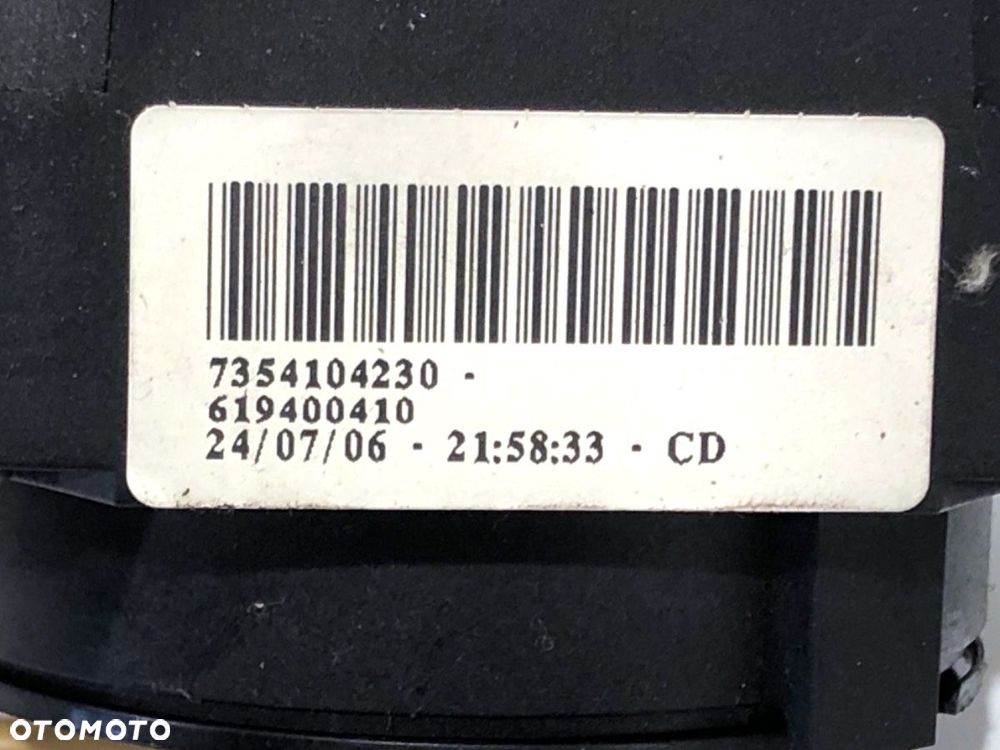 7354104230 -
619400410
24/07/06 - 21:58:33 - CD
OTOMOTO